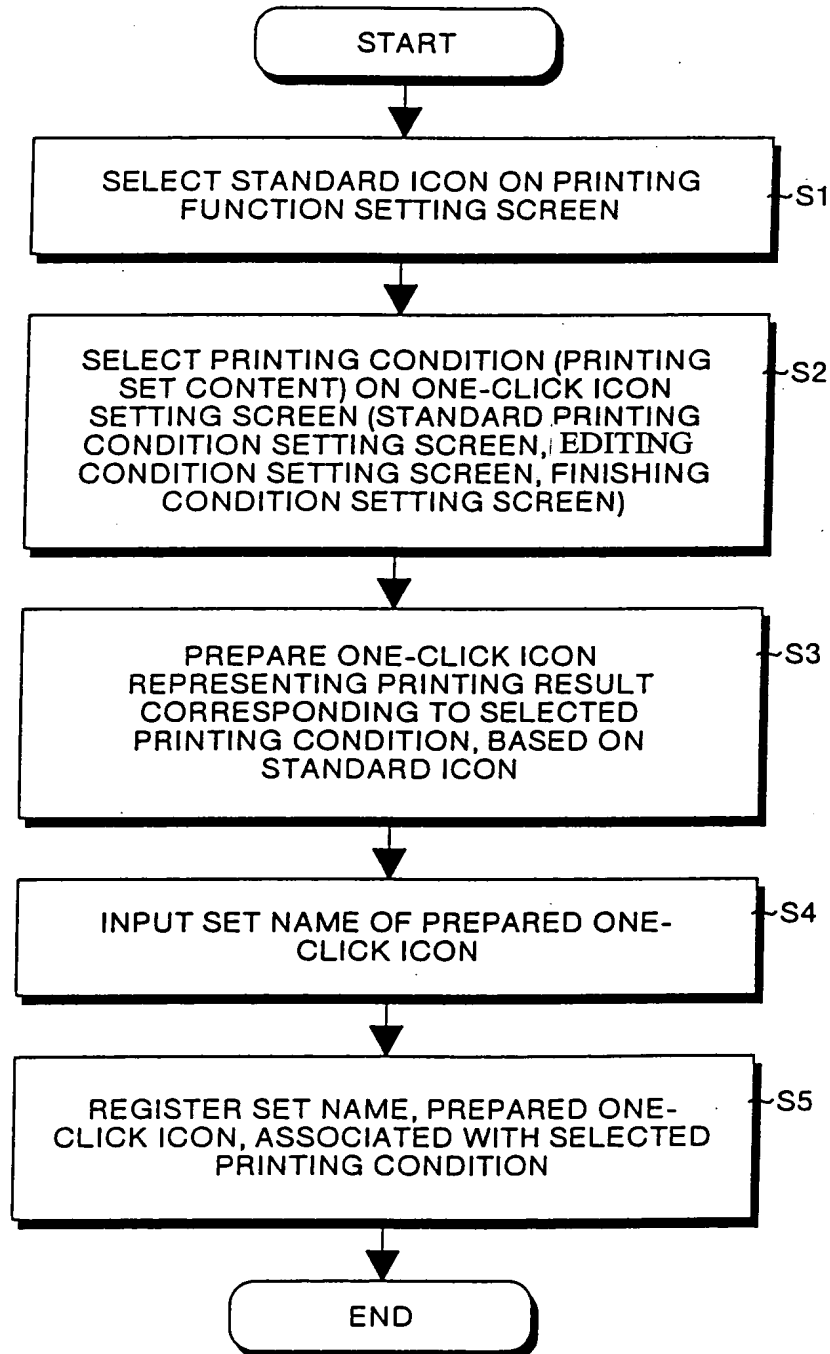 START
SELECT STANDARD ICON ON PRINTING
FUNCTION SETTING SCREEN
S1
SELECT PRINTING CONDITION (PRINTING
SET CONTENT) ON ONE-CLICK ICON
SETTING SCREEN (STANDARD PRINTING
CONDITION SETTING SCREEN, EDITING
CONDITION SETTING SCREEN, FINISHING
CONDITION SETTING SCREEN)
S2
PREPARE ONE-CLICK ICON
REPRESENTING PRINTING RESULT
CORRESPONDING TO SELECTED
PRINTING CONDITION, BASED ON
STANDARD ICON
S3
INPUT SET NAME OF PREPARED ONE-
CLICK ICON
S4
REGISTER SET NAME, PREPARED ONE-
CLICK ICON, ASSOCIATED WITH SELECTED
PRINTING CONDITION
S5
END